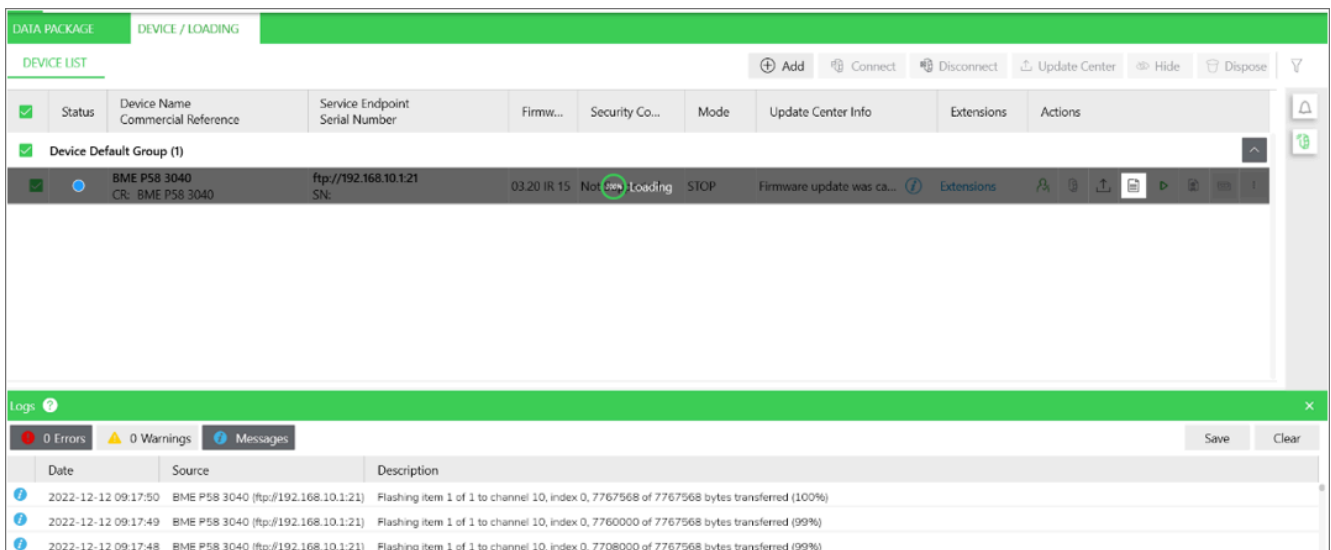 DATA PACKAGE DEVICE / LOADING
DEVICE LIST Add Connect Disconnect Update Center Hide Dispose
Status Device Name Commercial Reference Service Endpoint Serial Number Firmw... Security Co... Mode Update Center Info Extensions Actions
Device Default Group (1)
BME P58 3040 ftp://192.168.10.1:21
CR: BME P58 3040 SN: 03.20 IR 15 Not 100% Loading STOP Firmware update was ca... Extensions
Logs
0 Errors 0 Warnings Messages Save Clear
Date Source Description
2022-12-12 09:17:50 BME P58 3040 (ftp://192.168.10.1:21) Flashing item 1 of 1 to channel 10, index 0, 7767568 of 7767568 bytes transferred (100%)
2022-12-12 09:17:49 BME P58 3040 (ftp://192.168.10.1:21) Flashing item 1 of 1 to channel 10, index 0, 7760000 of 7767568 bytes transferred (99%)
2022-12-12 09:17:48 BME P58 3040 (ftp://192.168.10.1:21) Flashing item 1 of 1 to channel 10, index 0, 7708000 of 7767568 bytes transferred (99%)